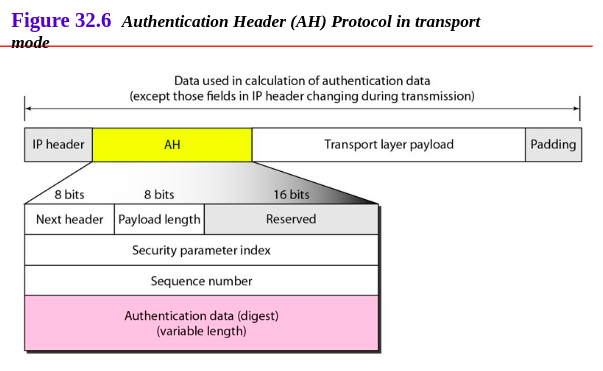 Figure 32.6 Authentication Header (AH) Protocol in transport
mode
Data used in calculation of authentication data
(except those fields in IP header changing during transmission)
IP header AH Transport layer payload Padding
8 bits 8 bits 16 bits
Next header Payload length Reserved
Security parameter index
Sequence number
Authentication data (digest)
(variable length)